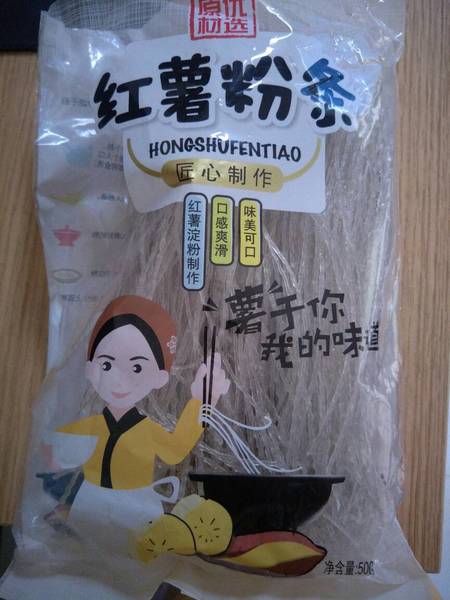 原优
材选
红薯粉条
HONGSHUFENTIAO
匠心制作
红薯淀粉制作
口感爽滑
味美可口
薯于你
我的味道
净含量:50